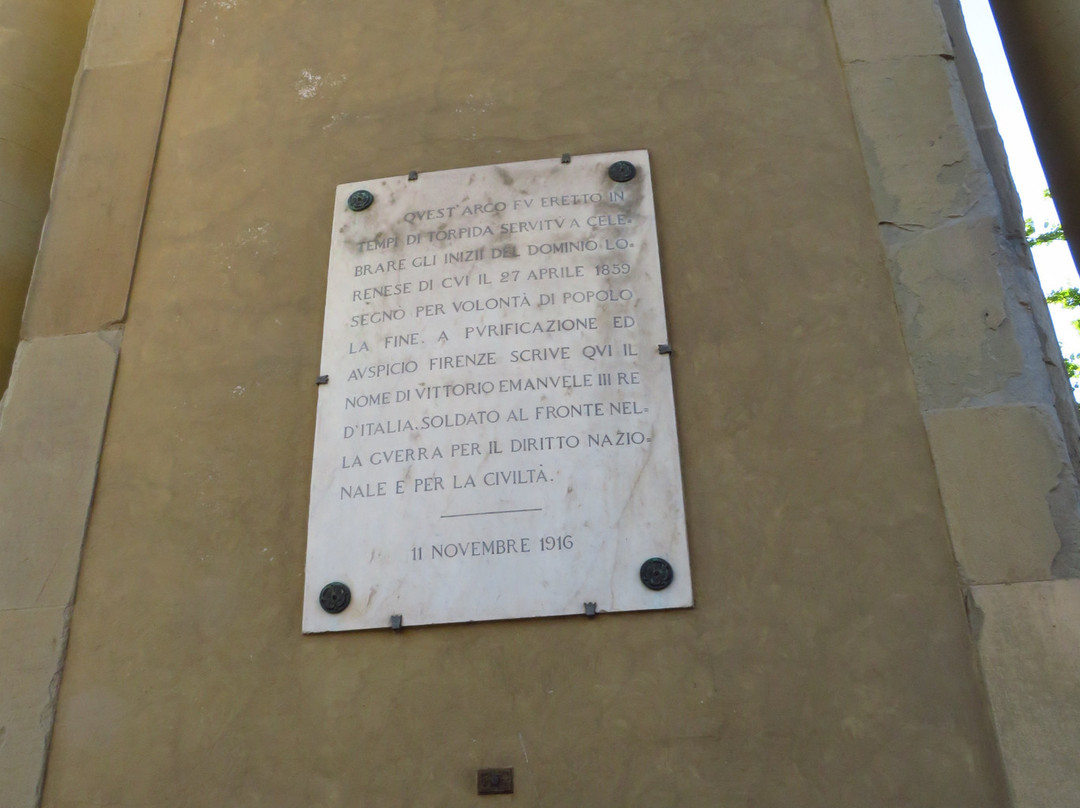 QVEST'ARCO FV ERETTO IN
TEMPI DI TORPIDA SERVITV A CELE=
BRARE GLI INIZII DEL DOMINIO LO=
RENESE DI CVI IL 27 APRILE 1859
SEGNÒ PER VOLONTÀ DI POPOLO
LA FINE. A PVRIFICAZIONE ED
AVSPICIO FIRENZE SCRIVE QVI IL
NOME DI VITTORIO EMANVELE III RE
D'ITALIA. SOLDATO AL FRONTE NEL=
LA GVERRA PER IL DIRITTO NAZIO=
NALE E PER LA CIVILTÀ.
11 NOVEMBRE 1916